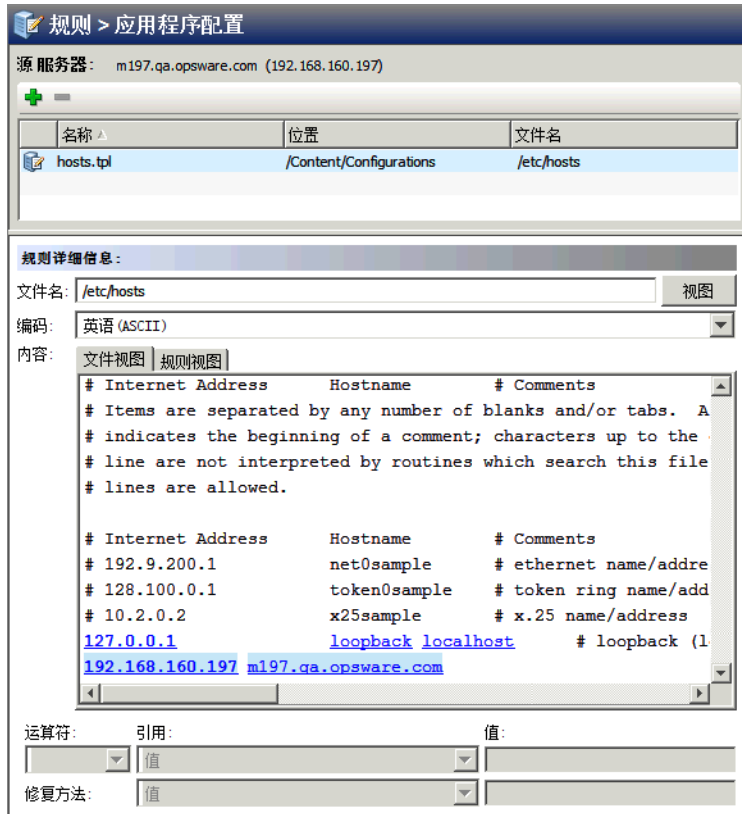 规则 > 应用程序配置
源 服务器: m197.qa.opsware.com (192.168.160.197)
名称 位置 文件名
hosts.tpl /Content/Configurations /etc/hosts
规则详细信息:
文件名: /etc/hosts 视图
编码: 英语(ASCII)
内容: 文件视图 规则视图
# Internet Address Hostname # Comments
# Items are separated by any number of blanks and/or tabs. A
# indicates the beginning of a comment; characters up to the
# line are not interpreted by routines which search this file
# lines are allowed.
# Internet Address Hostname # Comments
# 192.9.200.1 net0sample # ethernet name/addre
# 128.100.0.1 token0sample # token ring name/add
# 10.2.0.2 x25sample # x.25 name/address
127.0.0.1 loopback localhost # loopback (l
192.168.160.197 m197.qa.opsware.com
运算符: 引用: 值:
值
修复方法: 值